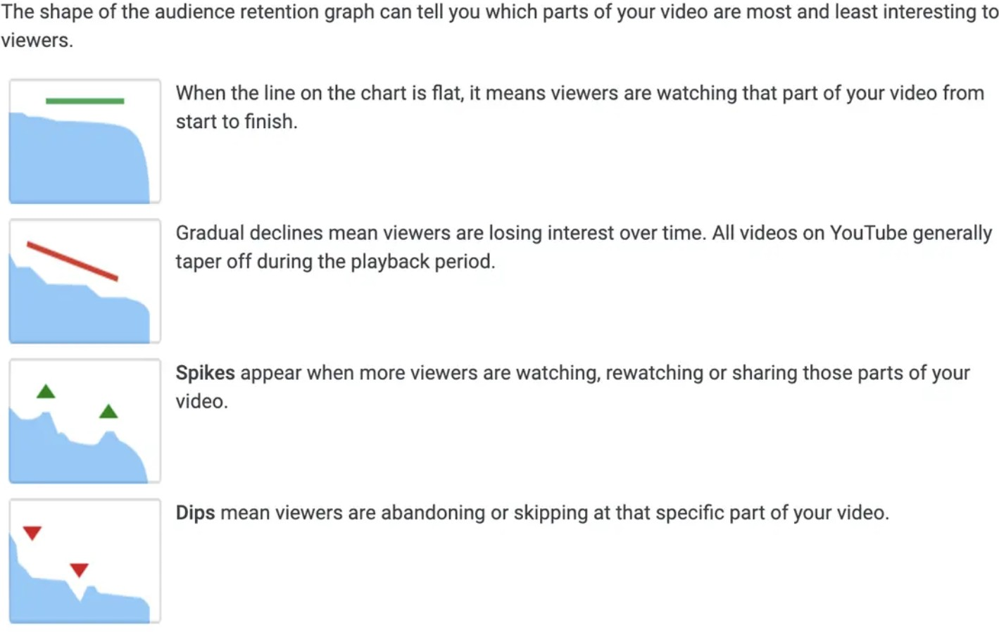 The shape of the audience retention graph can tell you which parts of your video are most and least interesting to
viewers.
When the line on the chart is flat, it means viewers are watching that part of your video from
start to finish.
Gradual declines mean viewers are losing interest over time. All videos on YouTube generally
taper off during the playback period.
Spikes appear when more viewers are watching, rewatching or sharing those parts of your
video.
Dips mean viewers are abandoning or skipping at that specific part of your video.